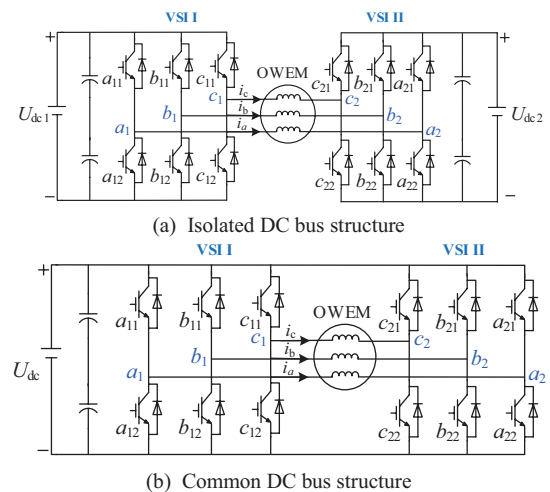 VSI I VSI II
+ +
a11 b11 c11 OWEM c21 b21 a21
c1 ic c2
Udc1 b1 ib b2 Udc2
a1 ia a2
a12 b12 c12 c22 b22 a22
− −
(a) Isolated DC bus structure
VSI I VSI II
+
a11 b11 c11 OWEM c21 b21 a21
c1 ic c2
Udc b1 ib b2
a1 ia a2
a12 b12 c12 c22 b22 a22
−
(b) Common DC bus structure